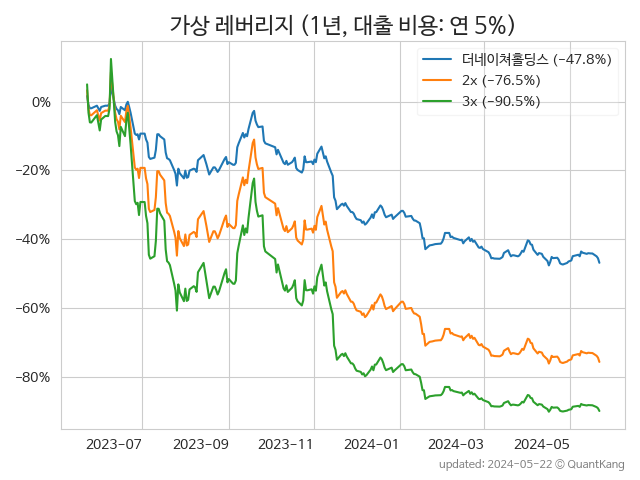 가상 레버리지 (1년, 대출 비용: 연 5%)
더네이쳐홀딩스 (−47.8%)
2x (−76.5%)
3x (−90.5%)
0%
−20%
−40%
−60%
−80%
2023-07 2023-09 2023-11 2024-01 2024-03 2024-05
updated: 2024-05-22 © QuantKang